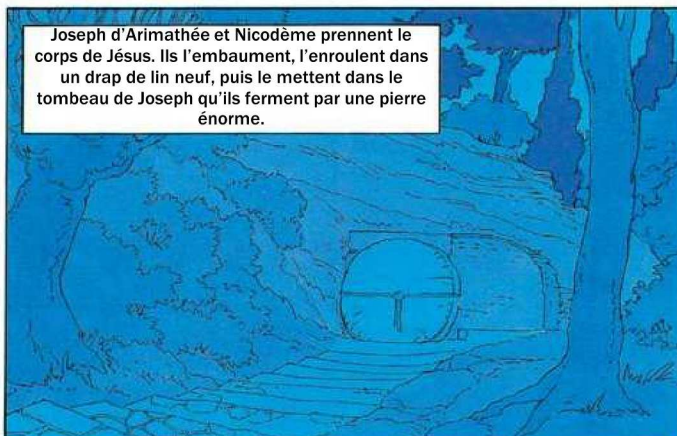 Joseph d'Arimathée et Nicodème prennent le
corps de Jésus. Ils l'embaument, l'enroulent dans
un drap de lin neuf, puis le mettent dans le
tombeau de Joseph qu'ils ferment par une pierre
énorme.